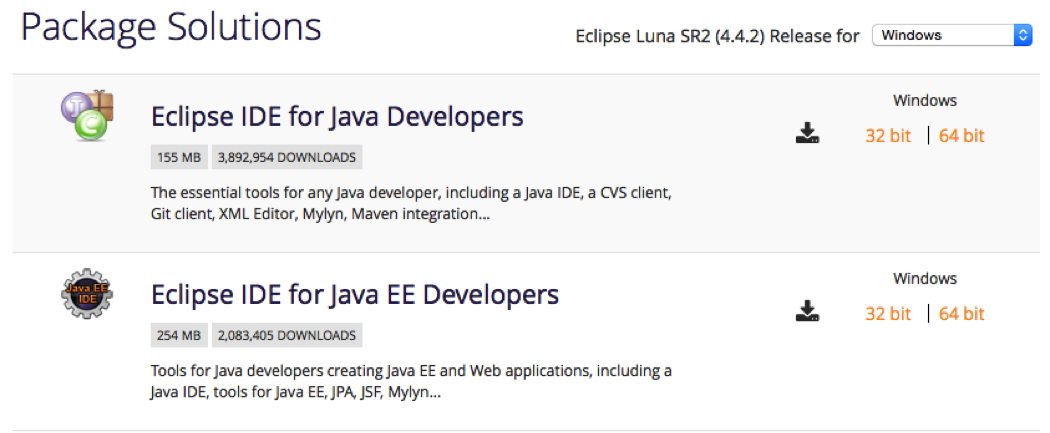 Package Solutions
Eclipse Luna SR2 (4.4.2) Release for Windows
J
C
Eclipse IDE for Java Developers
155 MB 3,892,954 DOWNLOADS
The essential tools for any Java developer, including a Java IDE, a CVS client,
Git client, XML Editor, Mylyn, Maven integration...
Windows
32 bit | 64 bit
Java EE
IDE
Eclipse IDE for Java EE Developers
254 MB 2,083,405 DOWNLOADS
Tools for Java developers creating Java EE and Web applications, including a
Java IDE, tools for Java EE, JPA, JSF, Mylyn...
Windows
32 bit | 64 bit